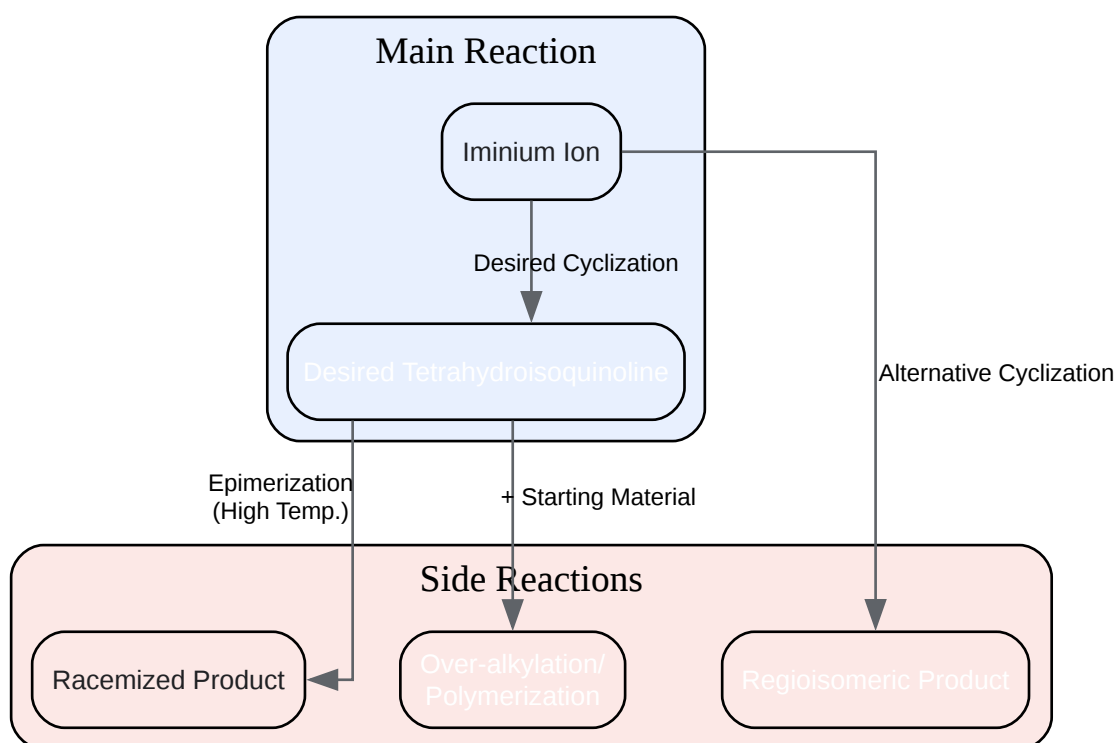 Main Reaction
Iminium Ion
Desired Cyclization
Desired Tetrahydroisoquinoline
Alternative Cyclization
Epimerization
(High Temp.)
+ Starting Material
Side Reactions
Racemized Product
Over-alkylation/
Polymerization
Regioisomeric Product